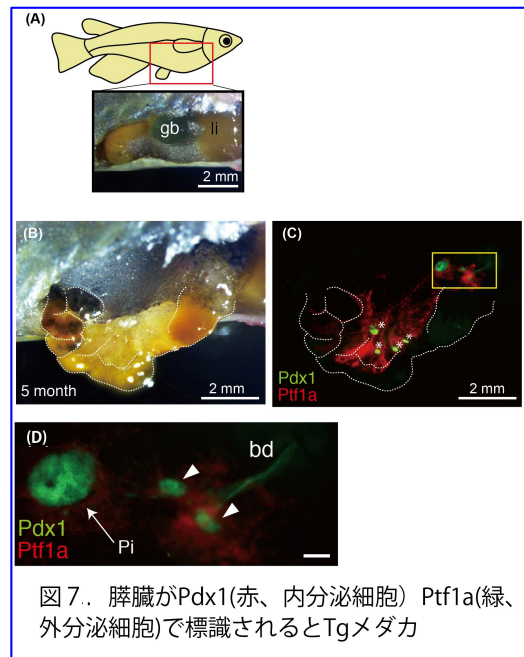 (A)
gb
li
2 mm
(B)
5 month
2 mm
(C)
*
*
*
*
*
Pdx1
Ptf1a
2 mm
(D)
bd
Pi
Pdx1
Ptf1a
図７.. 膵臓がPdx1(赤、内分泌細胞）Ptf1a(緑、
外分泌細胞)で標識されるとTgメダカ